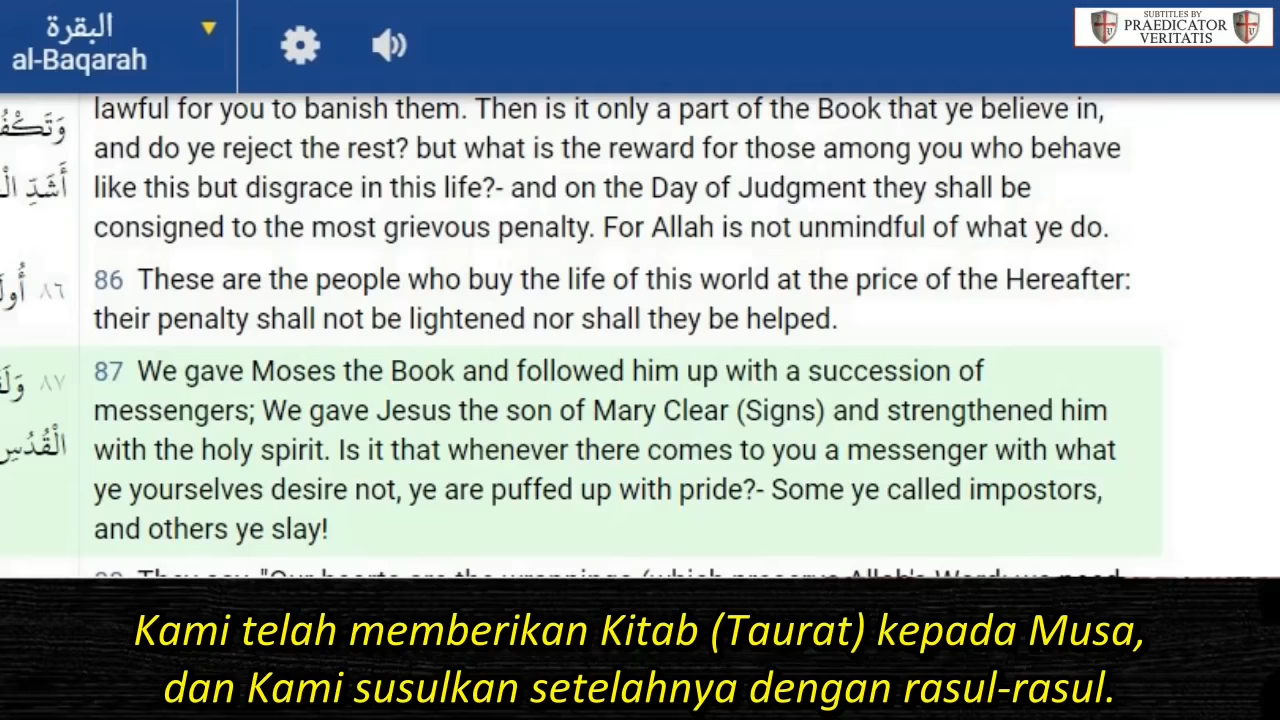 البقرة
al-Baqarah
SUBTITLES BY
PRAEDICATOR
VERITATIS
lawful for you to banish them. Then is it only a part of the Book that ye believe in,
and do ye reject the rest? but what is the reward for those among you who behave
like this but disgrace in this life?- and on the Day of Judgment they shall be
consigned to the most grievous penalty. For Allah is not unmindful of what ye do.
86 These are the people who buy the life of this world at the price of the Hereafter:
their penalty shall not be lightened nor shall they be helped.
٨٦
87 We gave Moses the Book and followed him up with a succession of
messengers; We gave Jesus the son of Mary Clear (Signs) and strengthened him
with the holy spirit. Is it that whenever there comes to you a messenger with what
ye yourselves desire not, ye are puffed up with pride?- Some ye called impostors,
and others ye slay!
٨٧
الْقُدُسِ
Kami telah memberikan Kitab (Taurat) kepada Musa,
dan Kami susulkan setelahnya dengan rasul-rasul.